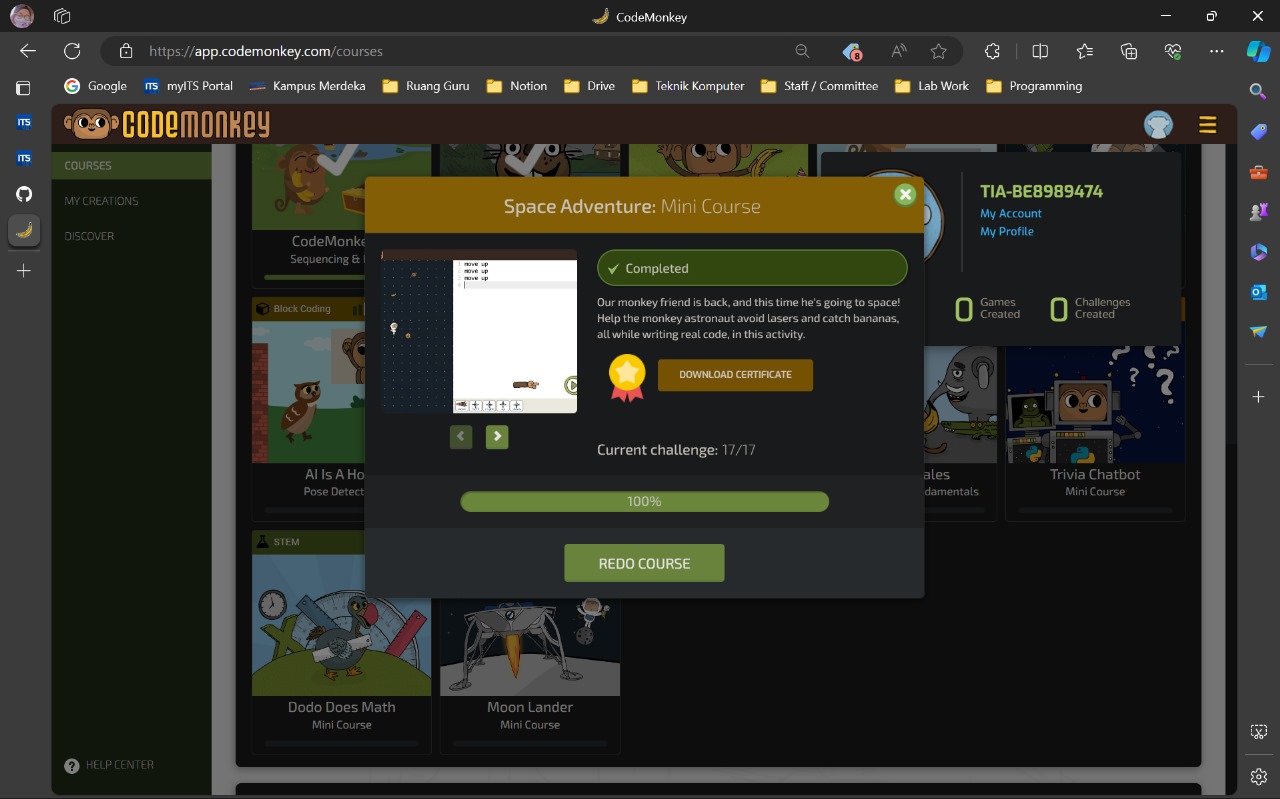 CodeMonkey
https://app.codemonkey.com/courses
8
Google
ITS
myITS Portal
Kampus Merdeka
Ruang Guru
Notion
Drive
Teknik Komputer
Staff / Committee
Lab Work
Programming
ITS
ITS
CODEMONKEY
COURSES
MY CREATIONS
DISCOVER
HELP CENTER
TIA-BE8989474
My Account
My Profile
0 Games Created
0 Challenges Created
CodeMonke
Sequencing &
Block Coding
AI Is A Ho
Pose Detect
ales
damentals
Trivia Chatbot
Mini Course
STEM
Dodo Does Math
Mini Course
Moon Lander
Mini Course
Space Adventure: Mini Course
move up
move up
move up
Completed
Our monkey friend is back, and this time he's going to space!
Help the monkey astronaut avoid lasers and catch bananas,
all while writing real code, in this activity.
DOWNLOAD CERTIFICATE
Current challenge: 17/17
100%
REDO COURSE